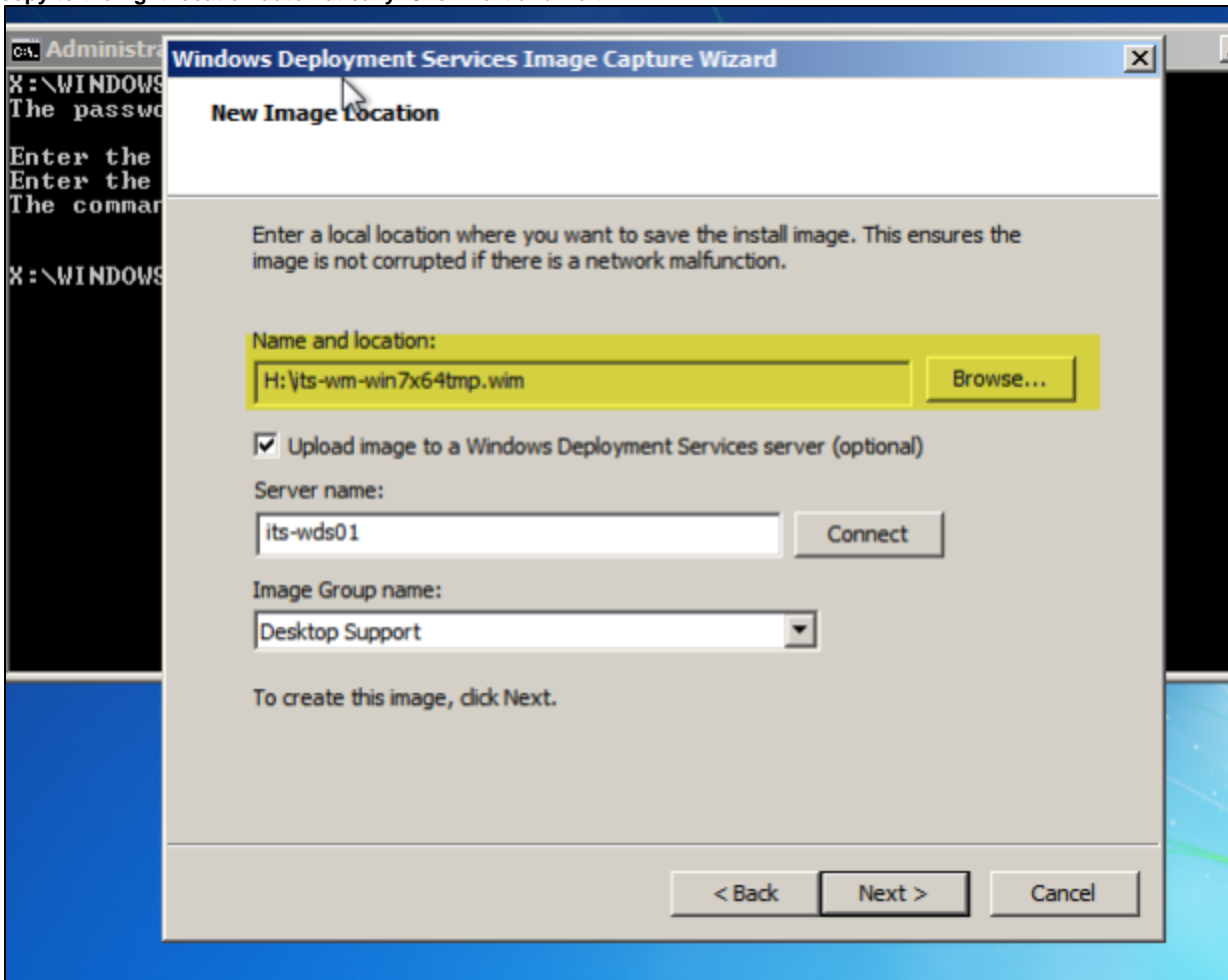 Administra
X:\WINDOWS
The passwo
Enter the
Enter the
The commar
X:\WINDOWS
Windows Deployment Services Image Capture Wizard
New Image Location
Enter a local location where you want to save the install image. This ensures the
image is not corrupted if there is a network malfunction.
Name and location:
H:\its-wm-win7x64tmp.wim
Browse...
Upload image to a Windows Deployment Services server (optional)
Server name:
its-wds01
Connect
Image Group name:
Desktop Support
To create this image, click Next.
< Back
Next >
Cancel